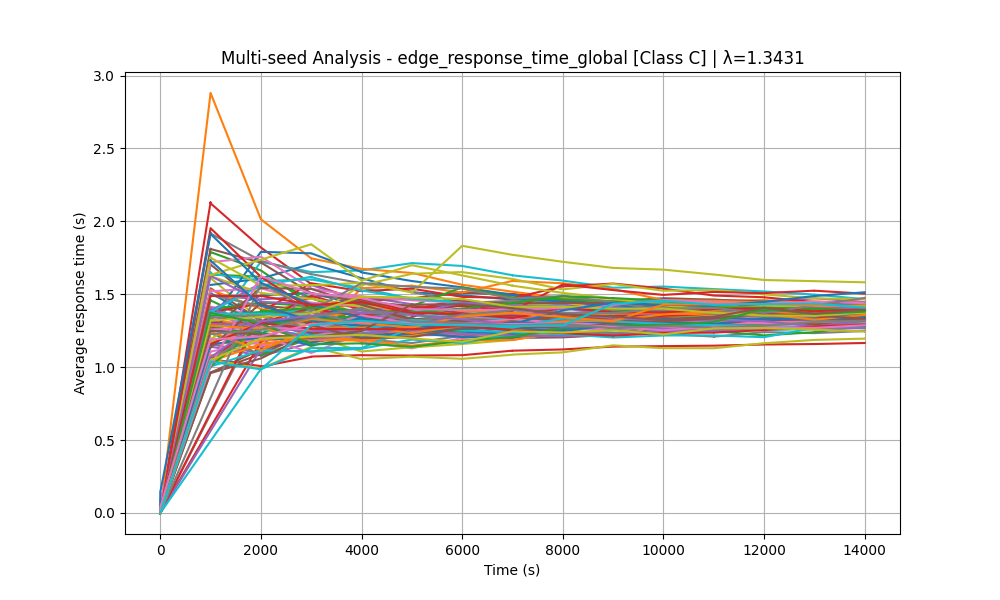 Multi-seed Analysis - edge_response_time_global [Class C] | λ=1.3431
3.0
2.5
2.0
1.5
1.0
0.5
0.0
Average response time (s)
0 2000 4000 6000 8000 10000 12000 14000
Time (s)